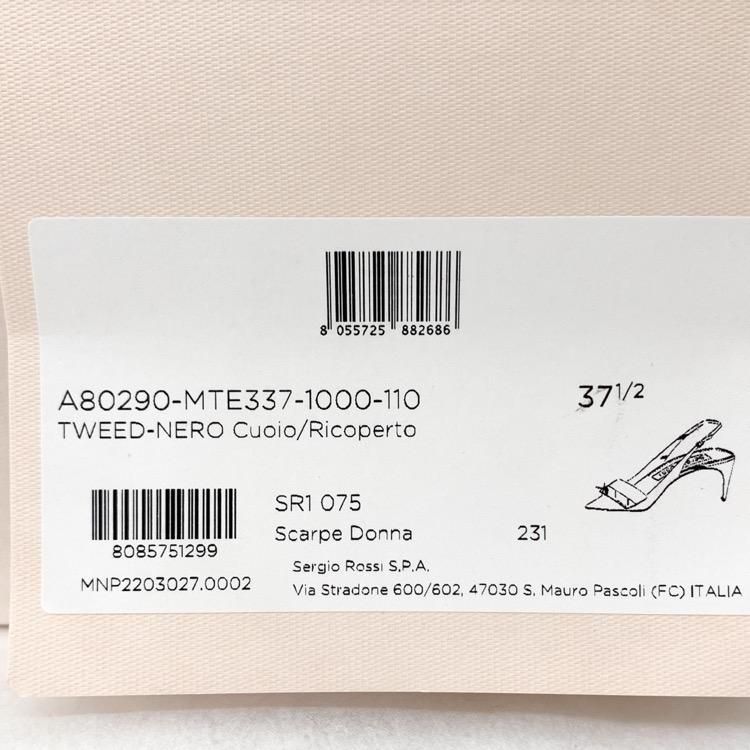 8 055725 882686
A80290-MTE337-1000-110
37 1/2
TWEED-NERO Cuoio/Ricoperto
SR1 075
Scarpe Donna 231
8085751299
MNP2203027.0002
Sergio Rossi S.P.A.
Via Stradone 600/602, 47030 S. Mauro Pascoli (FC) ITALIA